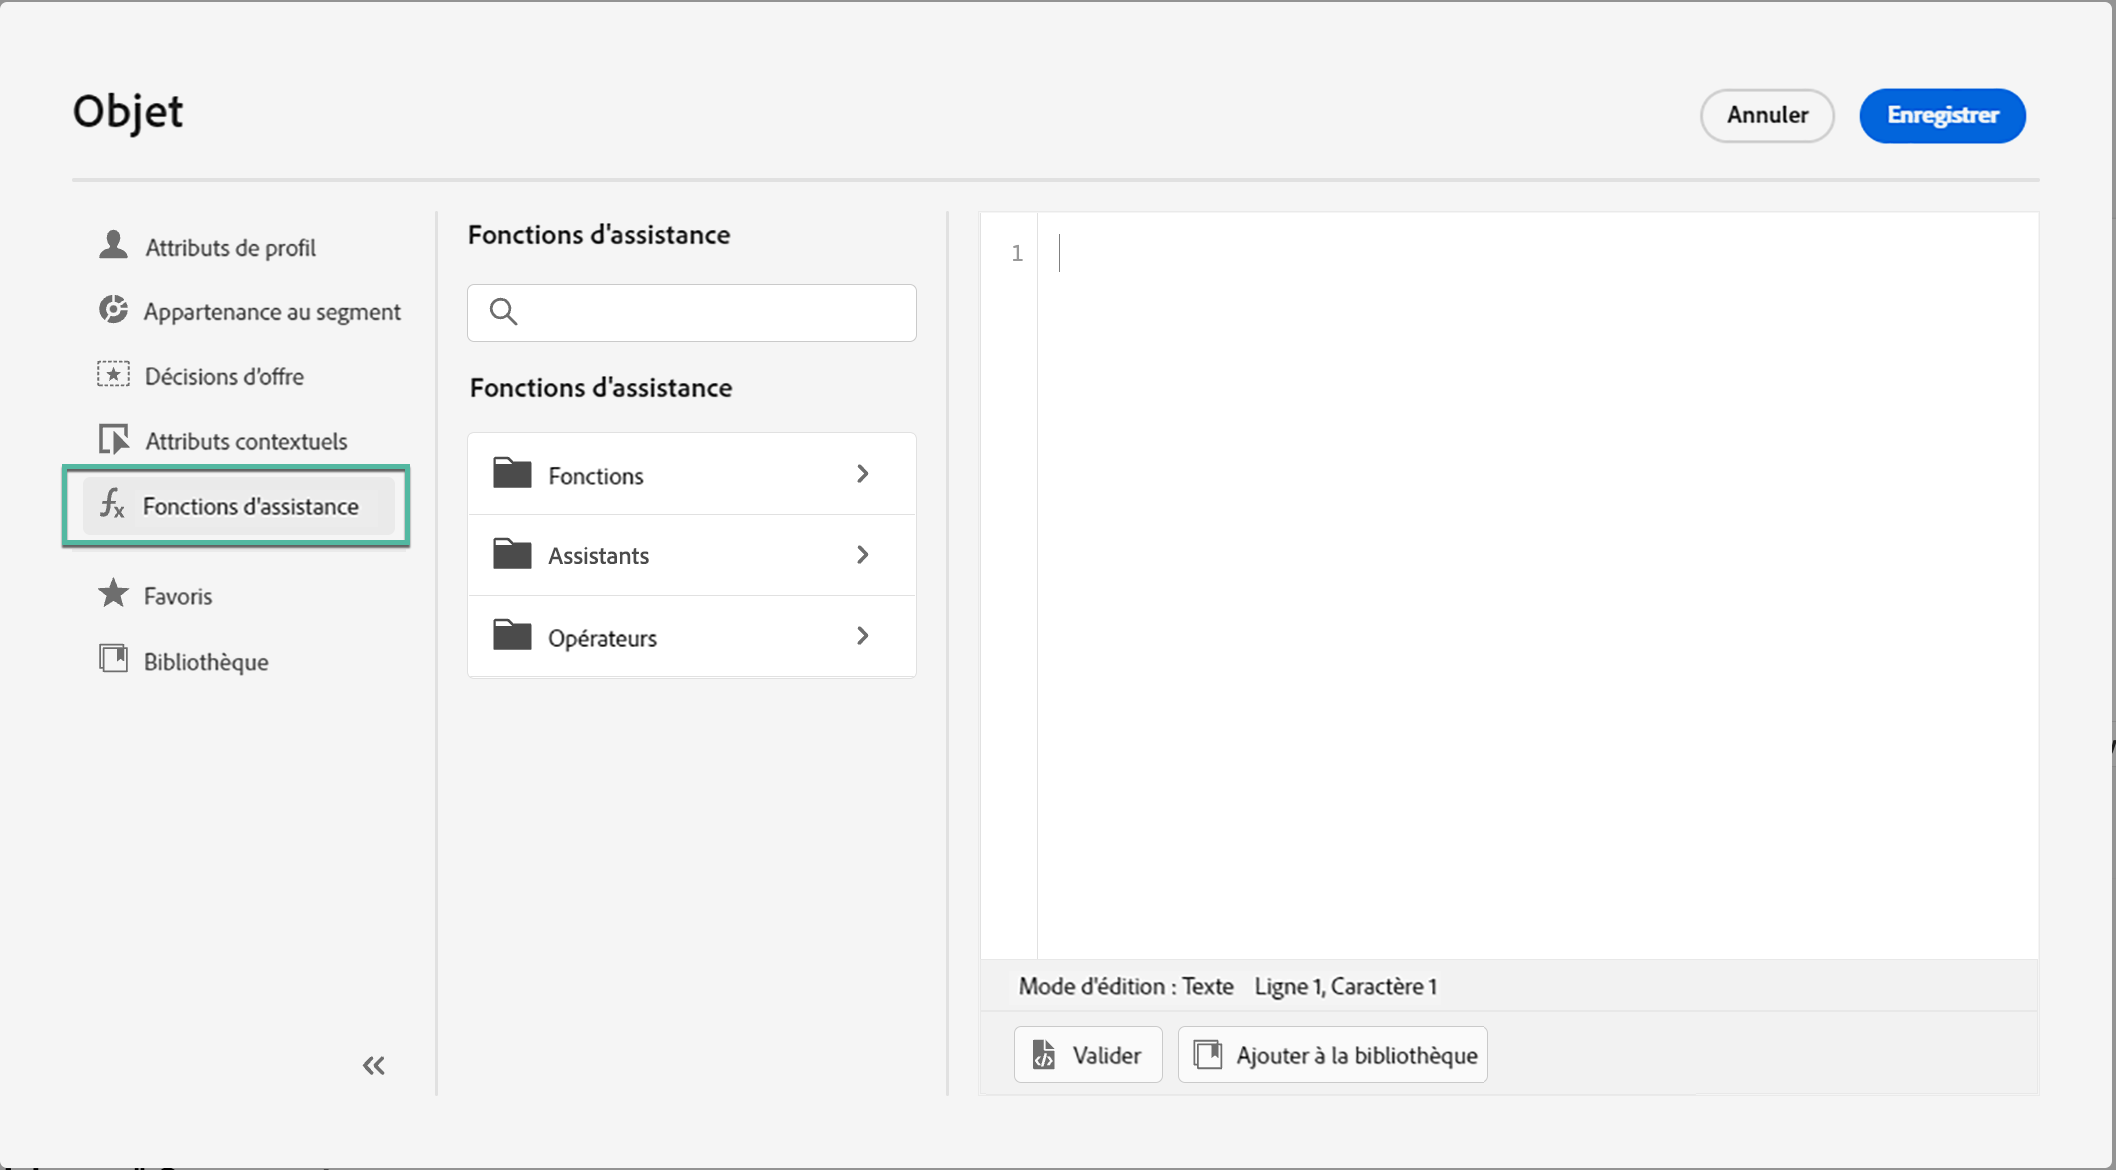 Objet
Annuler
Enregistrer
Attributs de profil
Appartenance au segment
Décisions d'offre
Attributs contextuels
Fonctions d'assistance
Favoris
Bibliothèque
Fonctions d'assistance
Fonctions d'assistance
Fonctions
Assistants
Opérateurs
1
Mode d'édition : Texte Ligne 1, Caractère 1
Valider
Ajouter à la bibliothèque